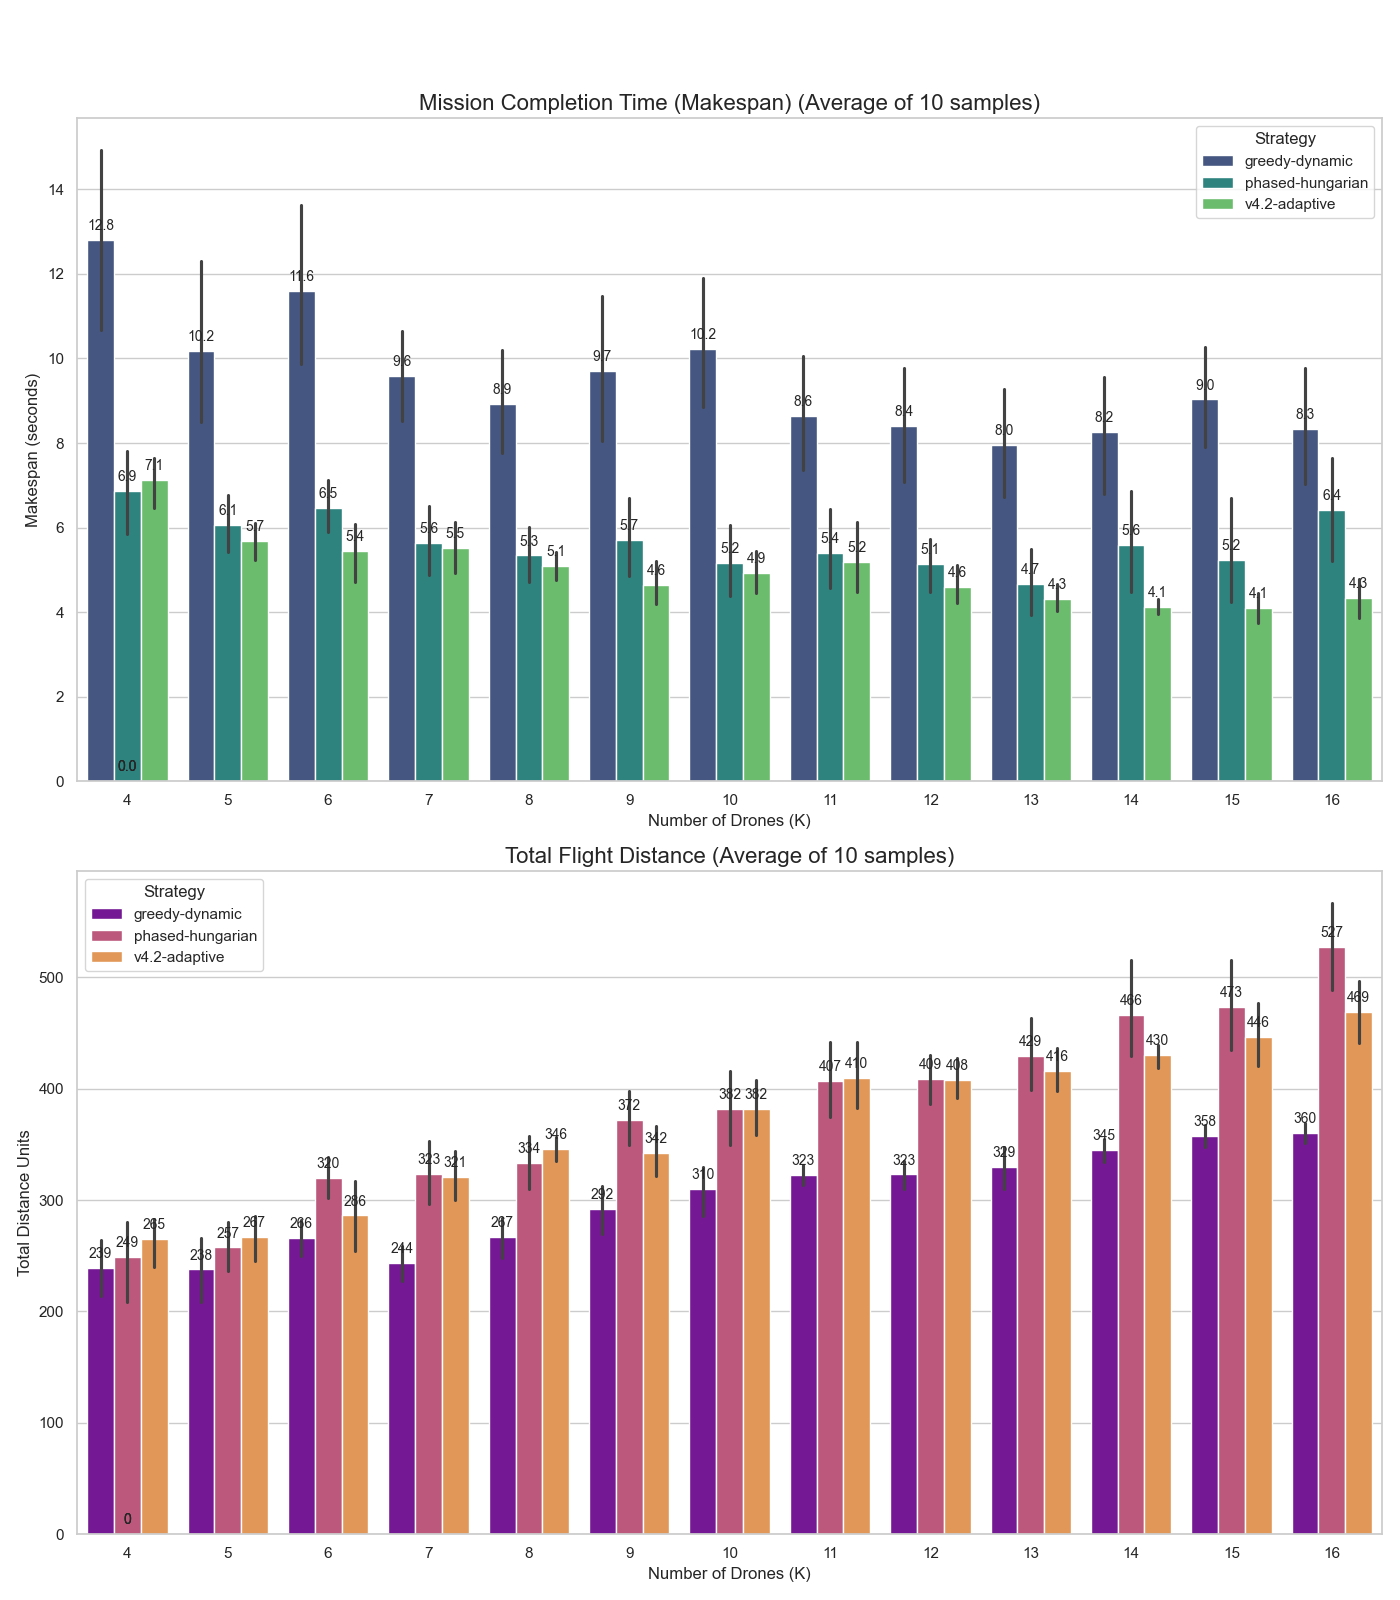 Mission Completion Time (Makespan) (Average of 10 samples)
Strategy
greedy-dynamic
phased-hungarian
v4.2-adaptive
Makespan (seconds)
14
12
10
8
6
4
2
0
12.8 6.9 7.1 10.2 6.1 5.7 11.6 6.5 5.4 9.6 5.6 5.5 8.9 5.3 5.1 9.7 5.7 4.6 10.2 5.2 4.9 8.6 5.4 5.2 8.4 5.1 4.6 8.0 4.7 4.3 8.2 5.6 4.1 9.0 5.2 4.1 8.3 6.4 4.3
0.0
4 5 6 7 8 9 10 11 12 13 14 15 16
Number of Drones (K)
Total Flight Distance (Average of 10 samples)
Strategy
greedy-dynamic
phased-hungarian
v4.2-adaptive
Total Distance Units
500
400
300
200
100
0
239 249 265 238 257 267 266 320 286 244 323 321 267 334 346 292 372 342 310 382 382 323 407 410 323 409 408 329 429 416 345 466 430 358 473 446 360 527 469
0
4 5 6 7 8 9 10 11 12 13 14 15 16
Number of Drones (K)